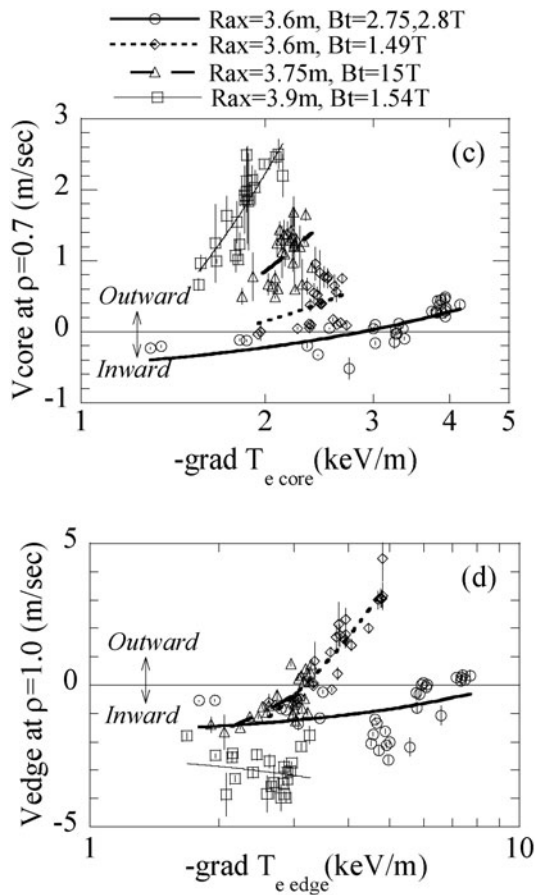 Rax=3.6m, Bt=2.75,2.8T
Rax=3.6m, Bt=1.49T
Rax=3.75m, Bt=15T
Rax=3.9m, Bt=1.54T
3
(c)
2
1
Outward
0
Inward
-1
Vcore at ρ=0.7 (m/sec)
1 2 3 4 5
-grad T e core (keV/m)
5
(d)
Outward
0
Inward
-5
Vedge at ρ=1.0 (m/sec)
1 10
-grad T e edge (keV/m)